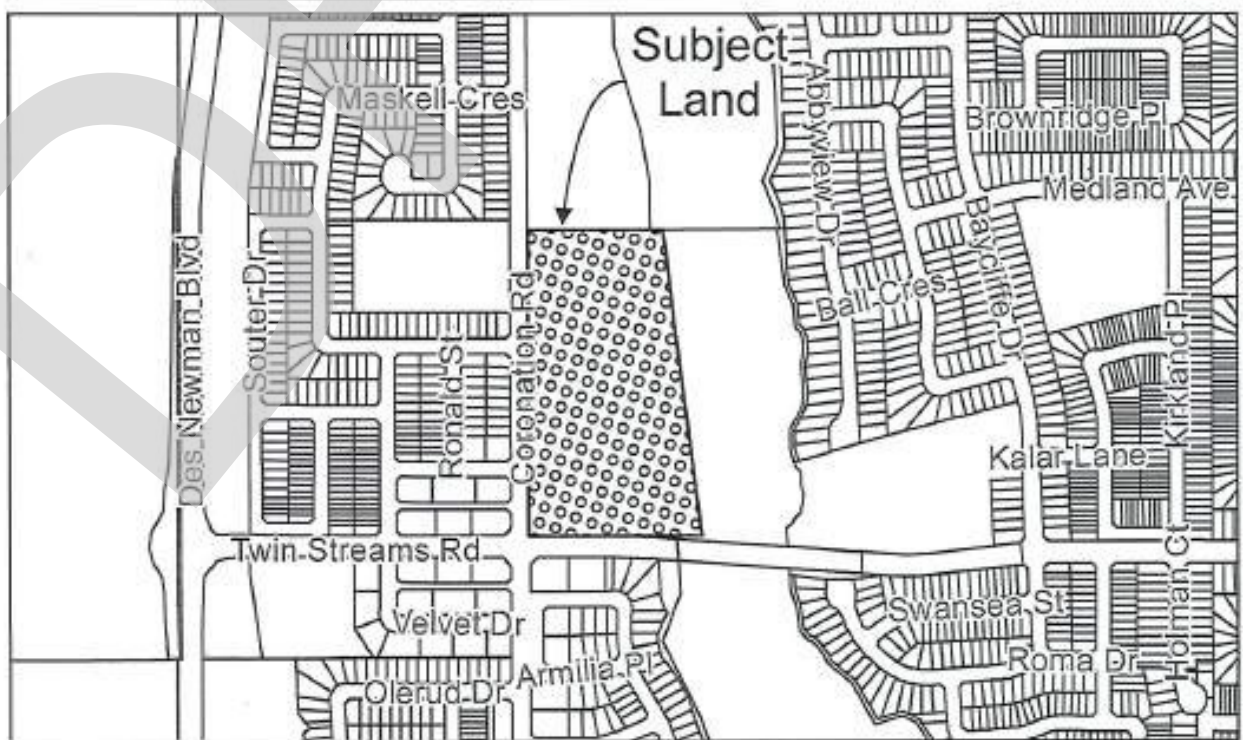 Subject
Land
Maskell Cres
Abbyview Dr
Brownridge Pl
Medland Ave.
Des Newman Blvd
Souter Dr
Ronald St
Coronation Rd
Ball Cres
Baycliffe Dr
Kirkland Pl
Kalar Lane
Twin Streams Rd
Velvet Dr
Armilia Pl
Olerud Dr
Swansea St
Roma Dr
Holman Ct